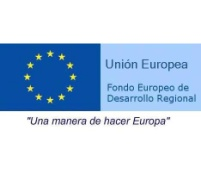 Unión Europea
Fondo Europeo de
Desarrollo Regional
"Una manera de hacer Europa"